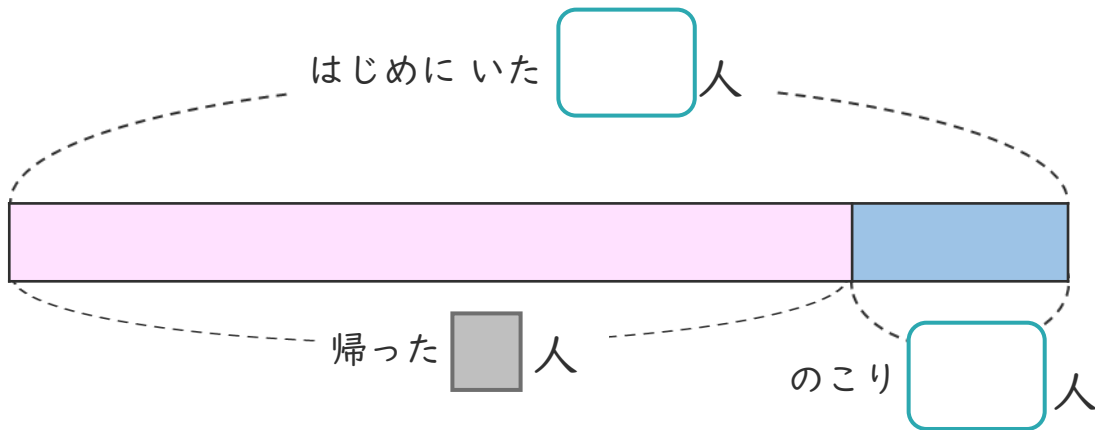 はじめに いた 人
帰った 人
のこり 人